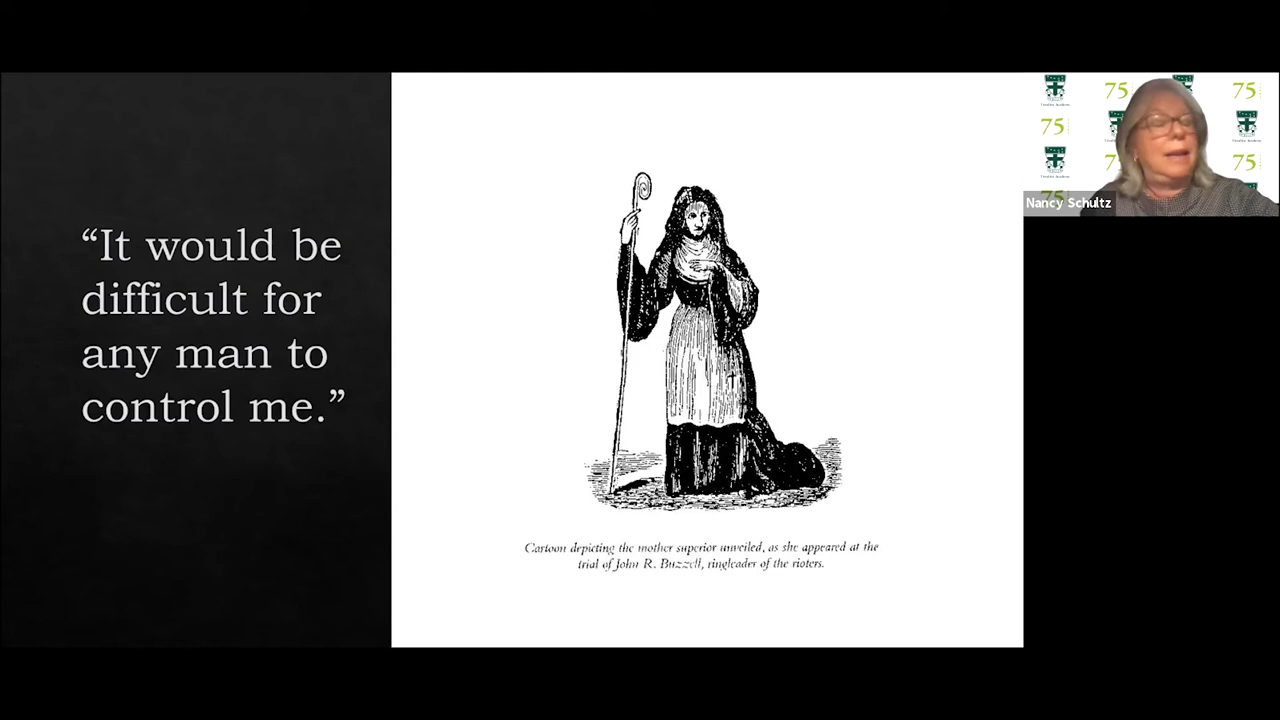 “It would be
difficult for
any man to
control me.”
Cartoon depicting the mother superior unveiled, as she appeared at the
trial of John R. Buzzell, ringleader of the rioters.
75
75
75
75
Nancy Schultz